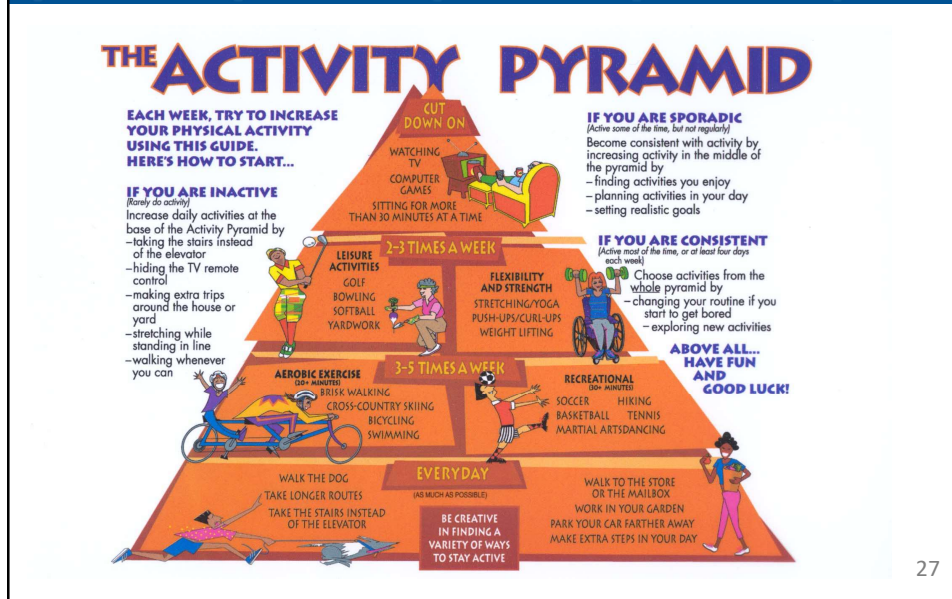 THE ACTIVITY PYRAMID
EACH WEEK, TRY TO INCREASE
YOUR PHYSICAL ACTIVITY
USING THIS GUIDE.
HERE'S HOW TO START...
IF YOU ARE INACTIVE
(Rarely do activity)
Increase daily activities at the
base of the Activity Pyramid by
–taking the stairs instead
of the elevator
–hiding the TV remote
control
–making extra trips
around the house or
yard
–stretching while
standing in line
–walking whenever
you can
CUT
DOWN ON
WATCHING
TV
COMPUTER
GAMES
SITTING FOR MORE
THAN 30 MINUTES AT A TIME
IF YOU ARE SPORADIC
(Active some of the time, but not regularly)
Become consistent with activity by
increasing activity in the middle of
the pyramid by
– finding activities you enjoy
– planning activities in your day
– setting realistic goals
IF YOU ARE CONSISTENT
(Active most of the time, or at least four days
each week)
Choose activities from the
whole pyramid by
– changing your routine if you
start to get bored
– exploring new activities
ABOVE ALL...
HAVE FUN
AND
GOOD LUCK!
2-3 TIMES A WEEK
LEISURE
ACTIVITIES
GOLF
BOWLING
SOFTBALL
YARDWORK
FLEXIBILITY
AND STRENGTH
STRETCHING/YOGA
PUSH-UPS/CURL-UPS
WEIGHT LIFTING
3-5 TIMES A WEEK
AEROBIC EXERCISE
(20+ MINUTES)
BRISK WALKING
CROSS-COUNTRY SKIING
BICYCLING
SWIMMING
RECREATIONAL
(30+ MINUTES)
SOCCER HIKING
BASKETBALL TENNIS
MARTIAL ARTSDANCING
EVERYDAY
(AS MUCH AS POSSIBLE)
WALK THE DOG
TAKE LONGER ROUTES
TAKE THE STAIRS INSTEAD
OF THE ELEVATOR
BE CREATIVE
IN FINDING A
VARIETY OF WAYS
TO STAY ACTIVE
WALK TO THE STORE
OR THE MAILBOX
WORK IN YOUR GARDEN
PARK YOUR CAR FARTHER AWAY
MAKE EXTRA STEPS IN YOUR DAY
27